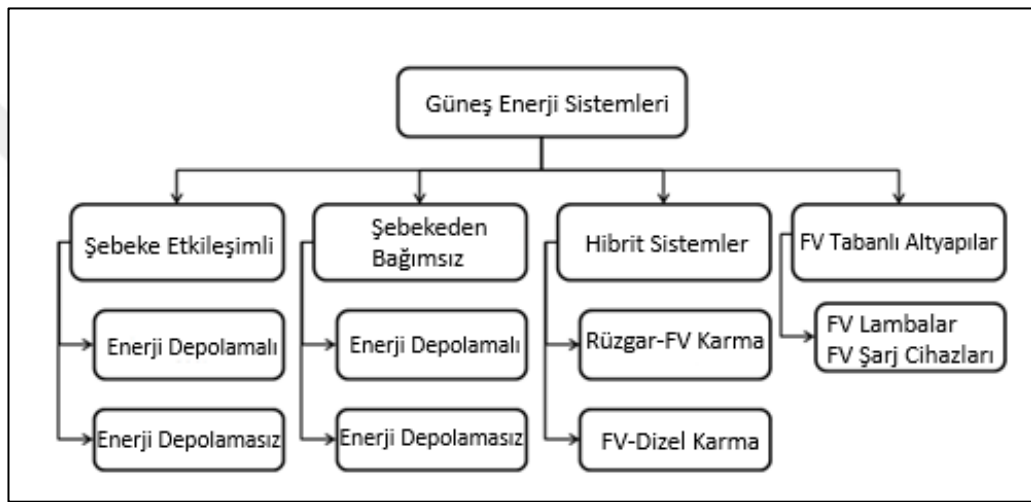 Güneş Enerji Sistemleri
Şebeke Etkileşimli
Şebekeden
Bağımsız
Hibrit Sistemler
FV Tabanlı Altyapılar
Enerji Depolamalı
Enerji Depolamalı
Rüzgar-FV Karma
FV Lambalar
FV Şarj Cihazları
Enerji Depolamasız
Enerji Depolamasız
FV-Dizel Karma